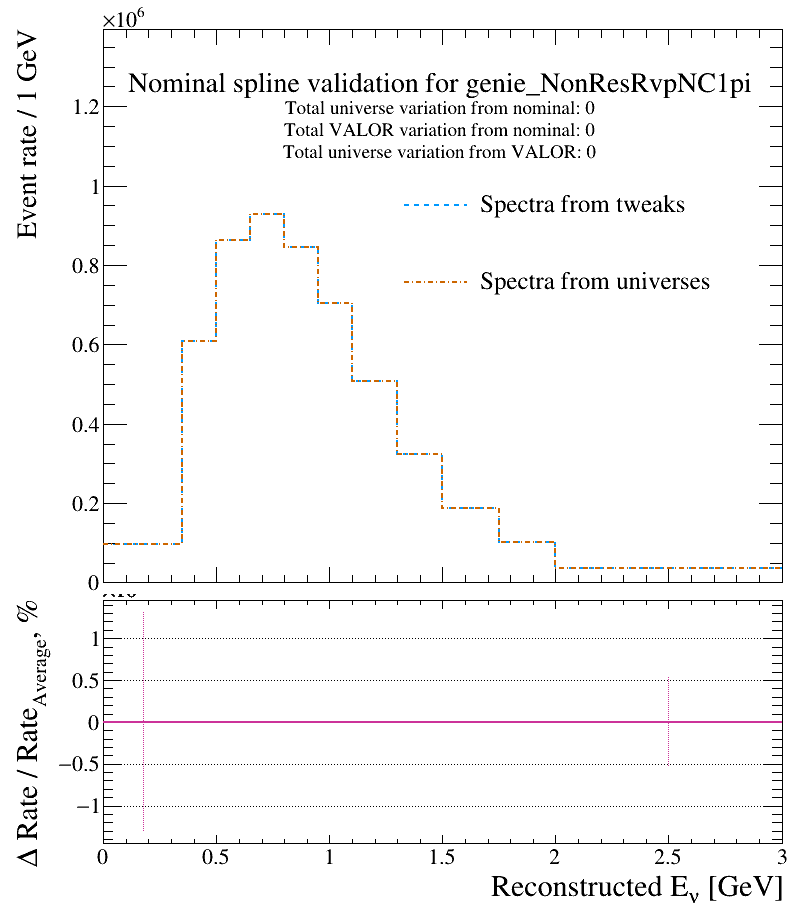 ×10⁶
Nominal spline validation for genie_NonResRvpNC1pi
Total universe variation from nominal: 0
Total VALOR variation from nominal: 0
Total universe variation from VALOR: 0
Spectra from tweaks
Spectra from universes
Event rate / 1 GeV
1.2
1
0.8
0.6
0.4
0.2
0
Δ Rate / Rate_Average, %
1
0.5
0
−0.5
−1
0 0.5 1 1.5 2 2.5 3
Reconstructed E_ν [GeV]